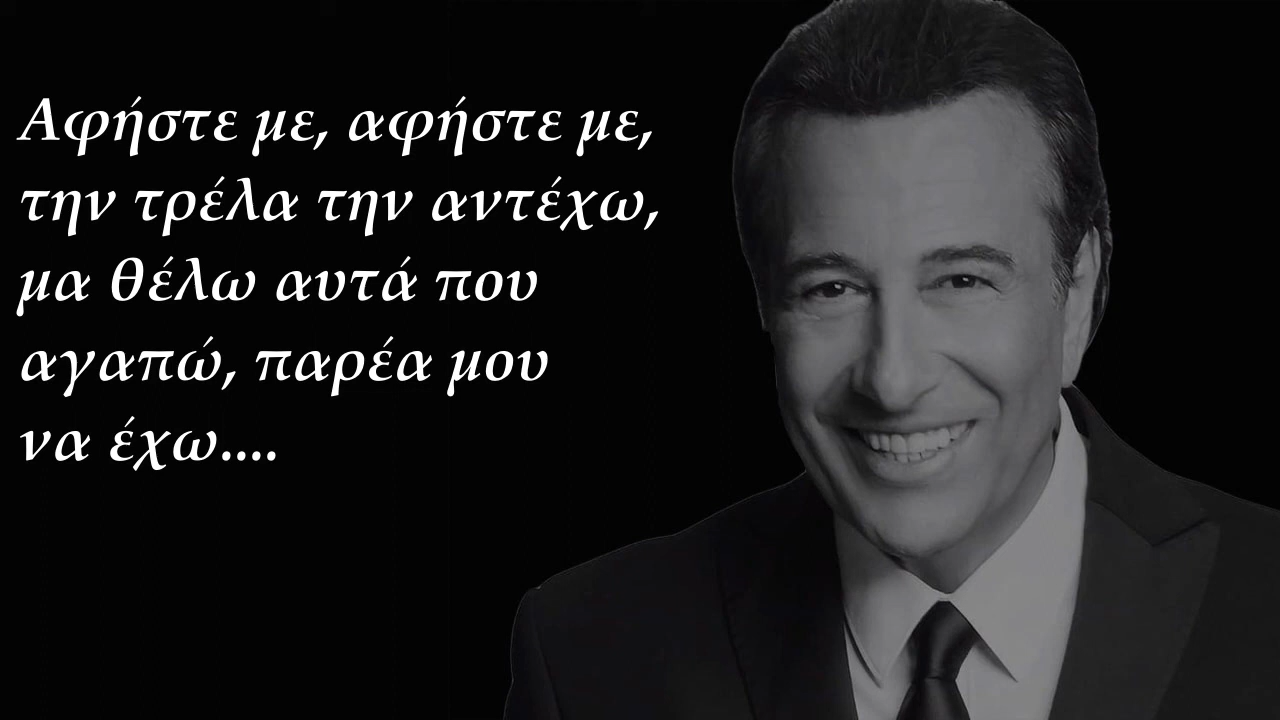 Αφήστε με, αφήστε με,
την τρέλα την αντέχω,
μα θέλω αυτά που
αγαπώ, παρέα μου
να έχω....